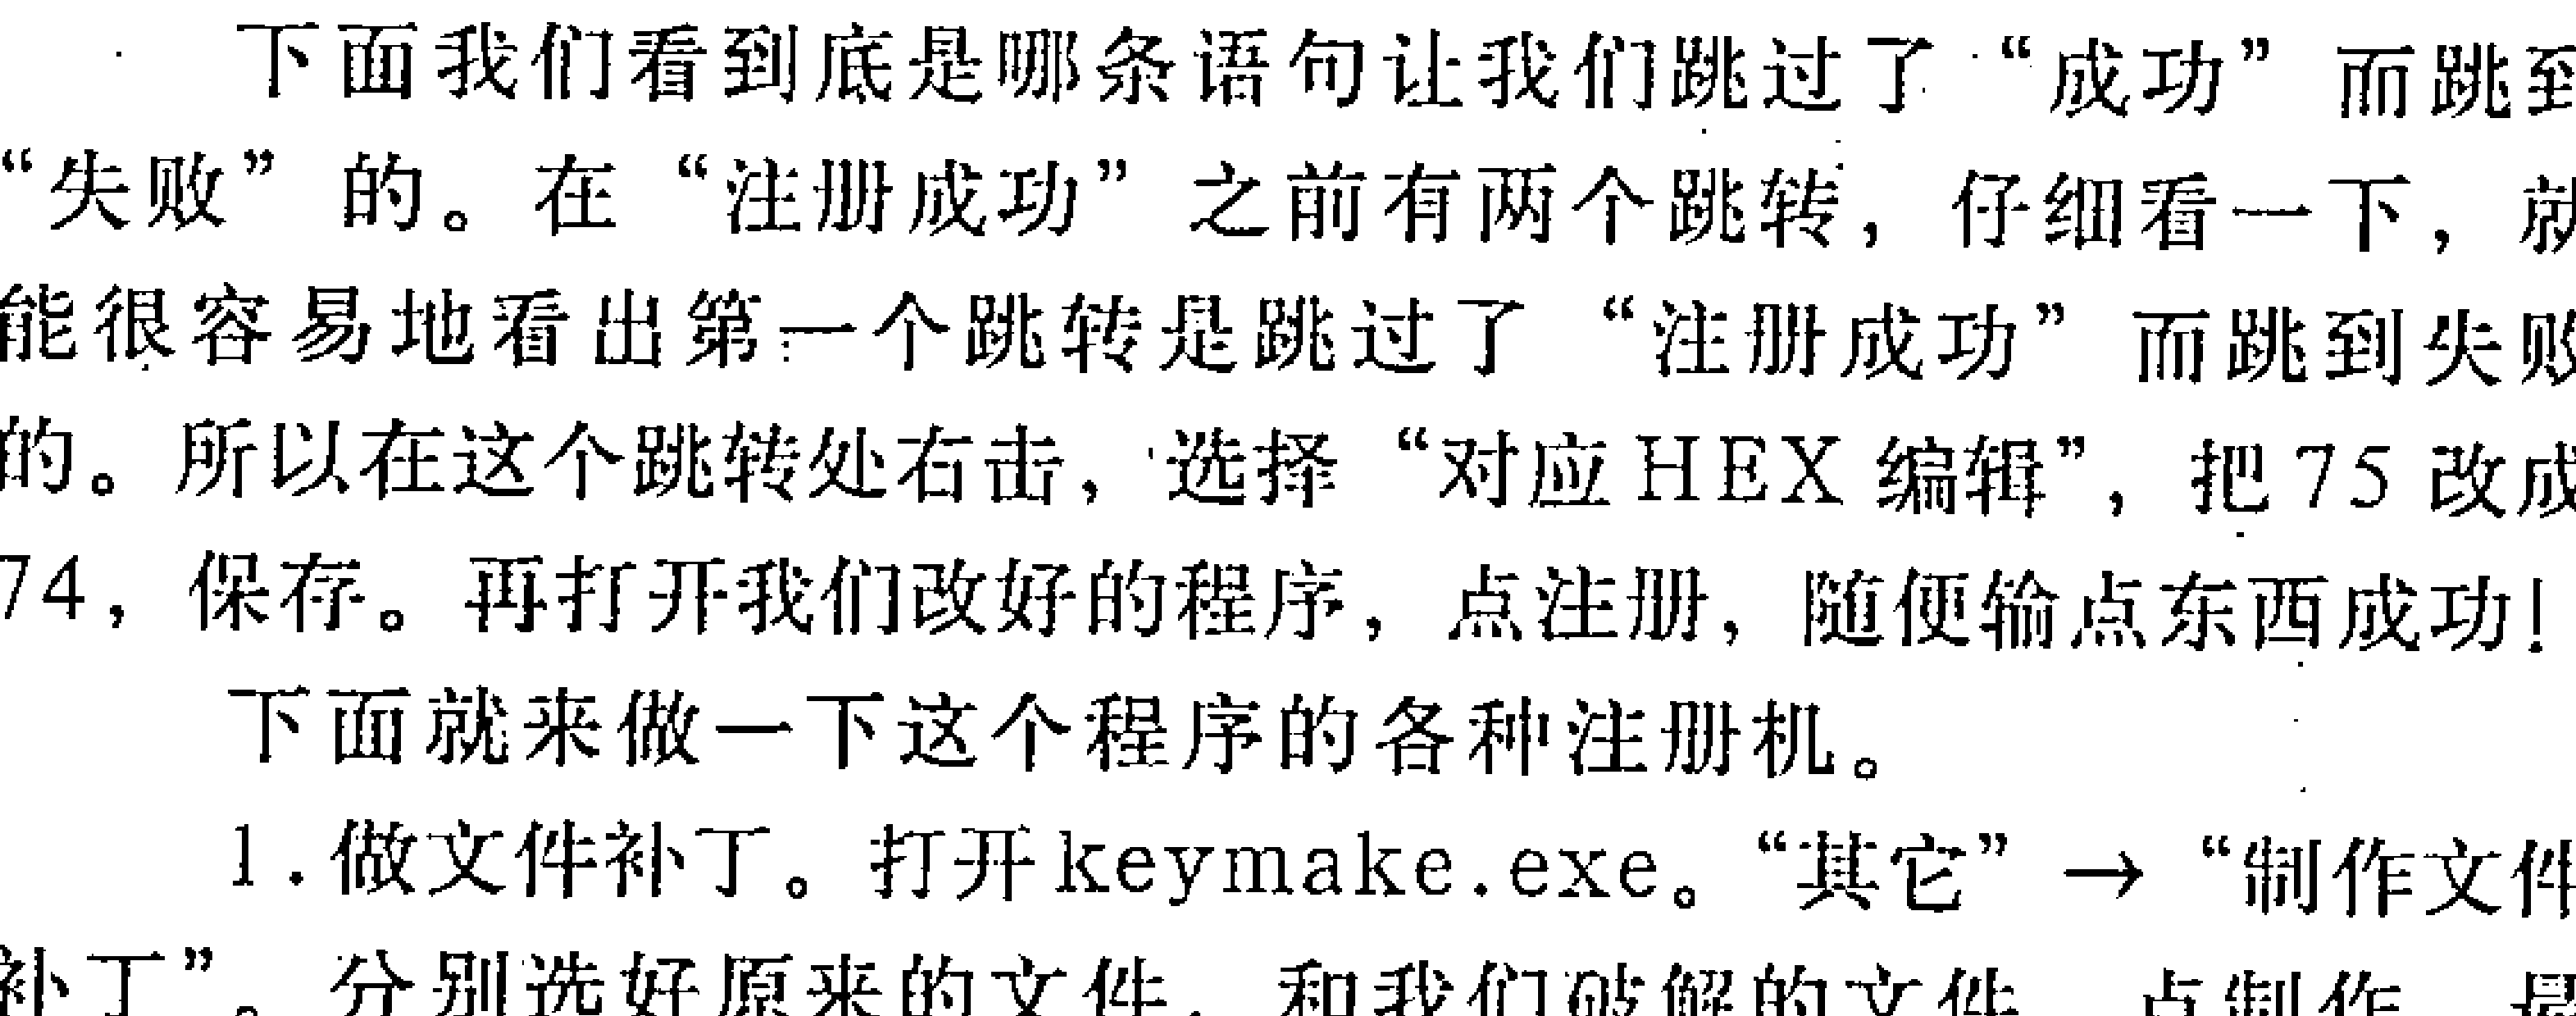 下面我们看到底是哪条语句让我们跳过了“成功”而跳到
“失败”的。在“注册成功”之前有两个跳转，仔细看一下，就
能很容易地看出第一个跳转是跳过了“注册成功”而跳到失败
的。所以在这个跳转处右击，选择“对应HEX编辑”，把75改成
74，保存。再打开我们改好的程序，点注册，随便输点东西成功！
下面就来做一下这个程序的各种注册机。
1.做文件补丁。打开keymake.exe。“其它”→“制作文件
补丁”。分别选好原来的文件，和我们破解的文件，点制作，最